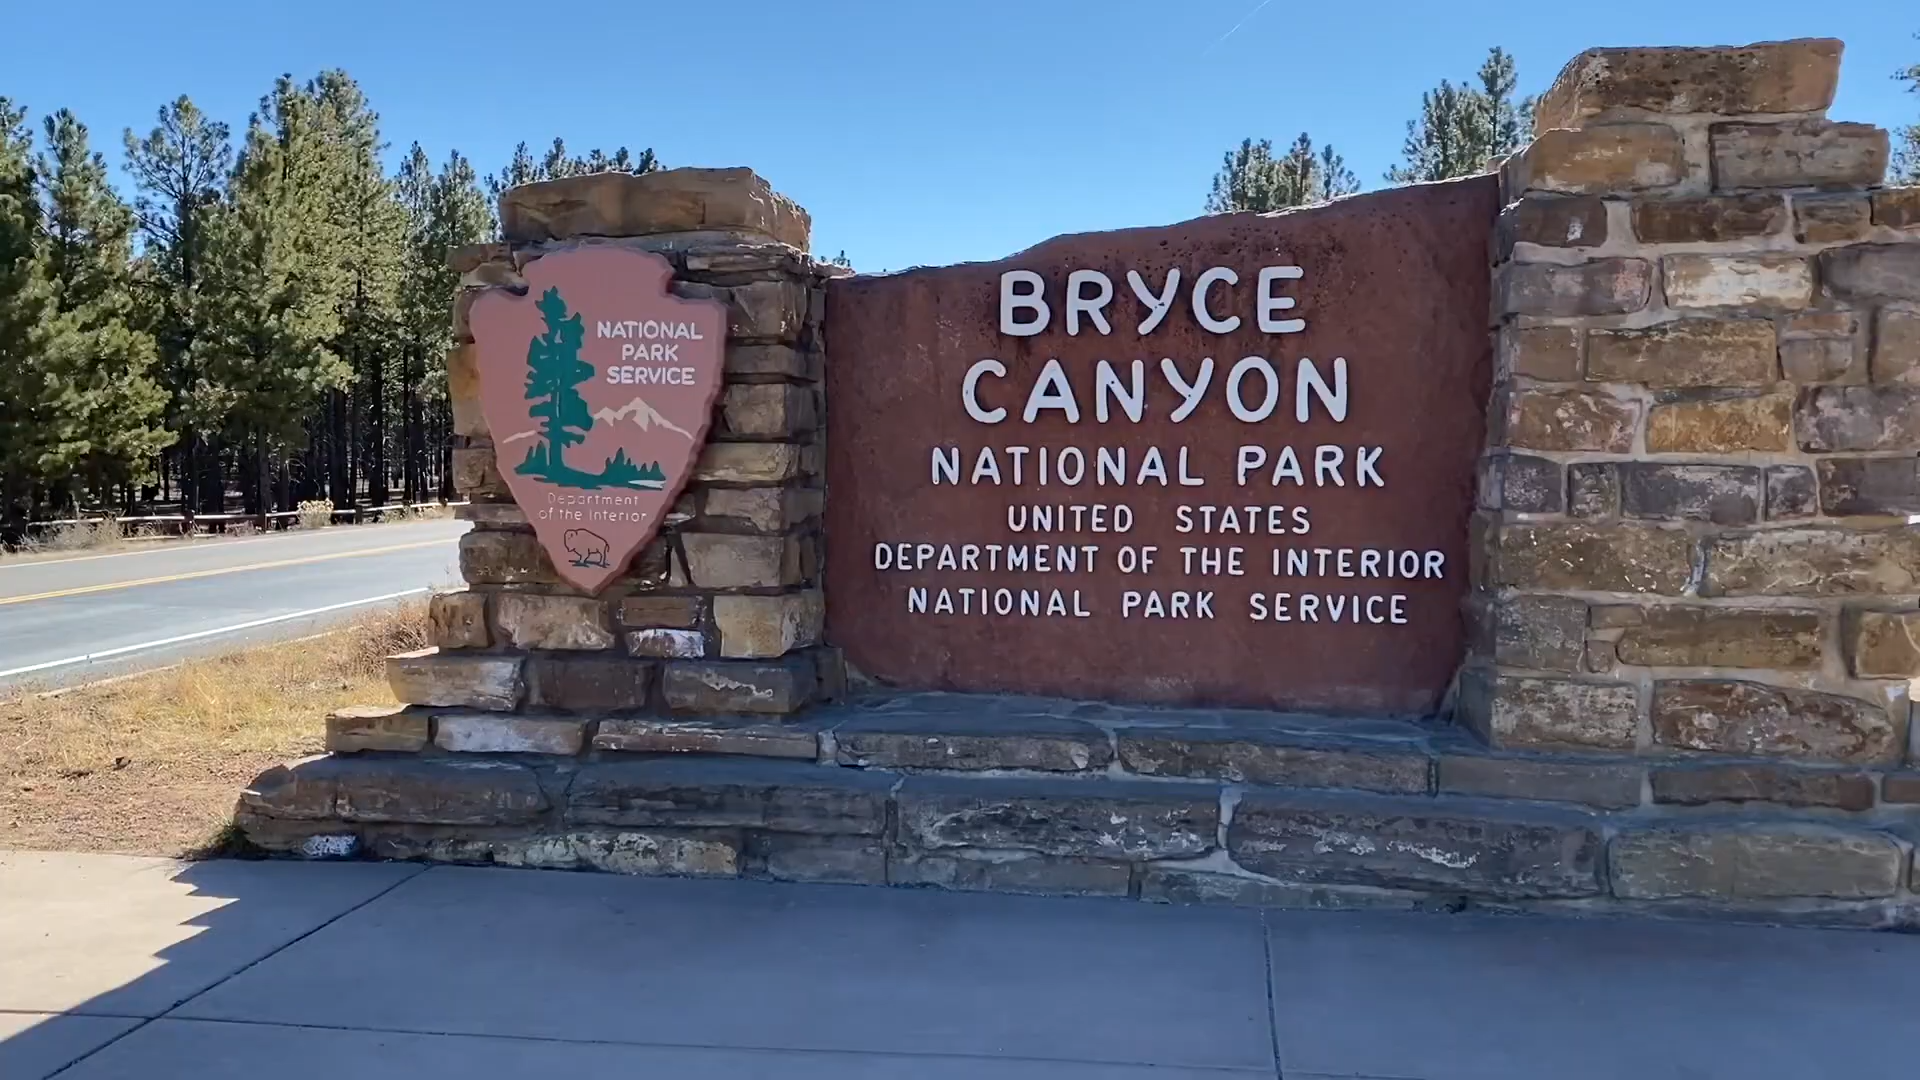 NATIONAL
PARK
SERVICE
Department
of the Interior
BRYCE
CANYON
NATIONAL PARK
UNITED STATES
DEPARTMENT OF THE INTERIOR
NATIONAL PARK SERVICE